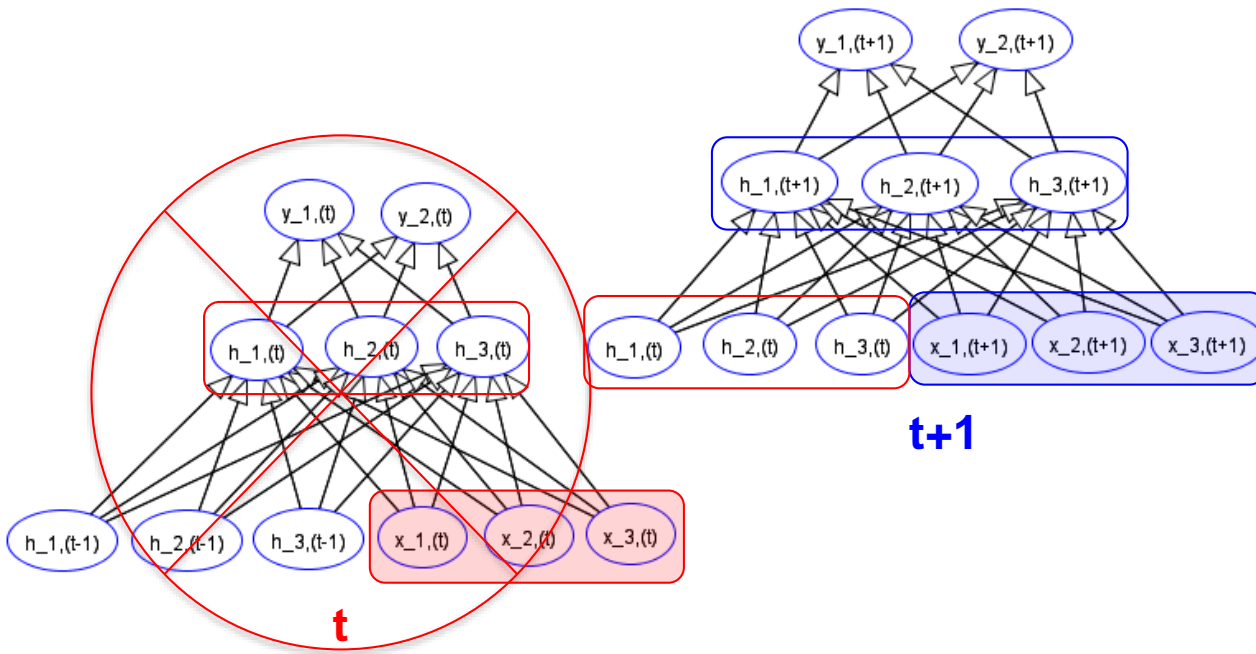 y_1,(t+1) y_2,(t+1)
h_1,(t+1) h_2,(t+1) h_3,(t+1)
y_1,(t) y_2,(t)
h_1,(t) h_2,(t) h_3,(t)
h_1,(t) h_2,(t) h_3,(t) x_1,(t+1) x_2,(t+1) x_3,(t+1)
t+1
h_1,(t-1) h_2,(t-1) h_3,(t-1) x_1,(t) x_2,(t) x_3,(t)
t